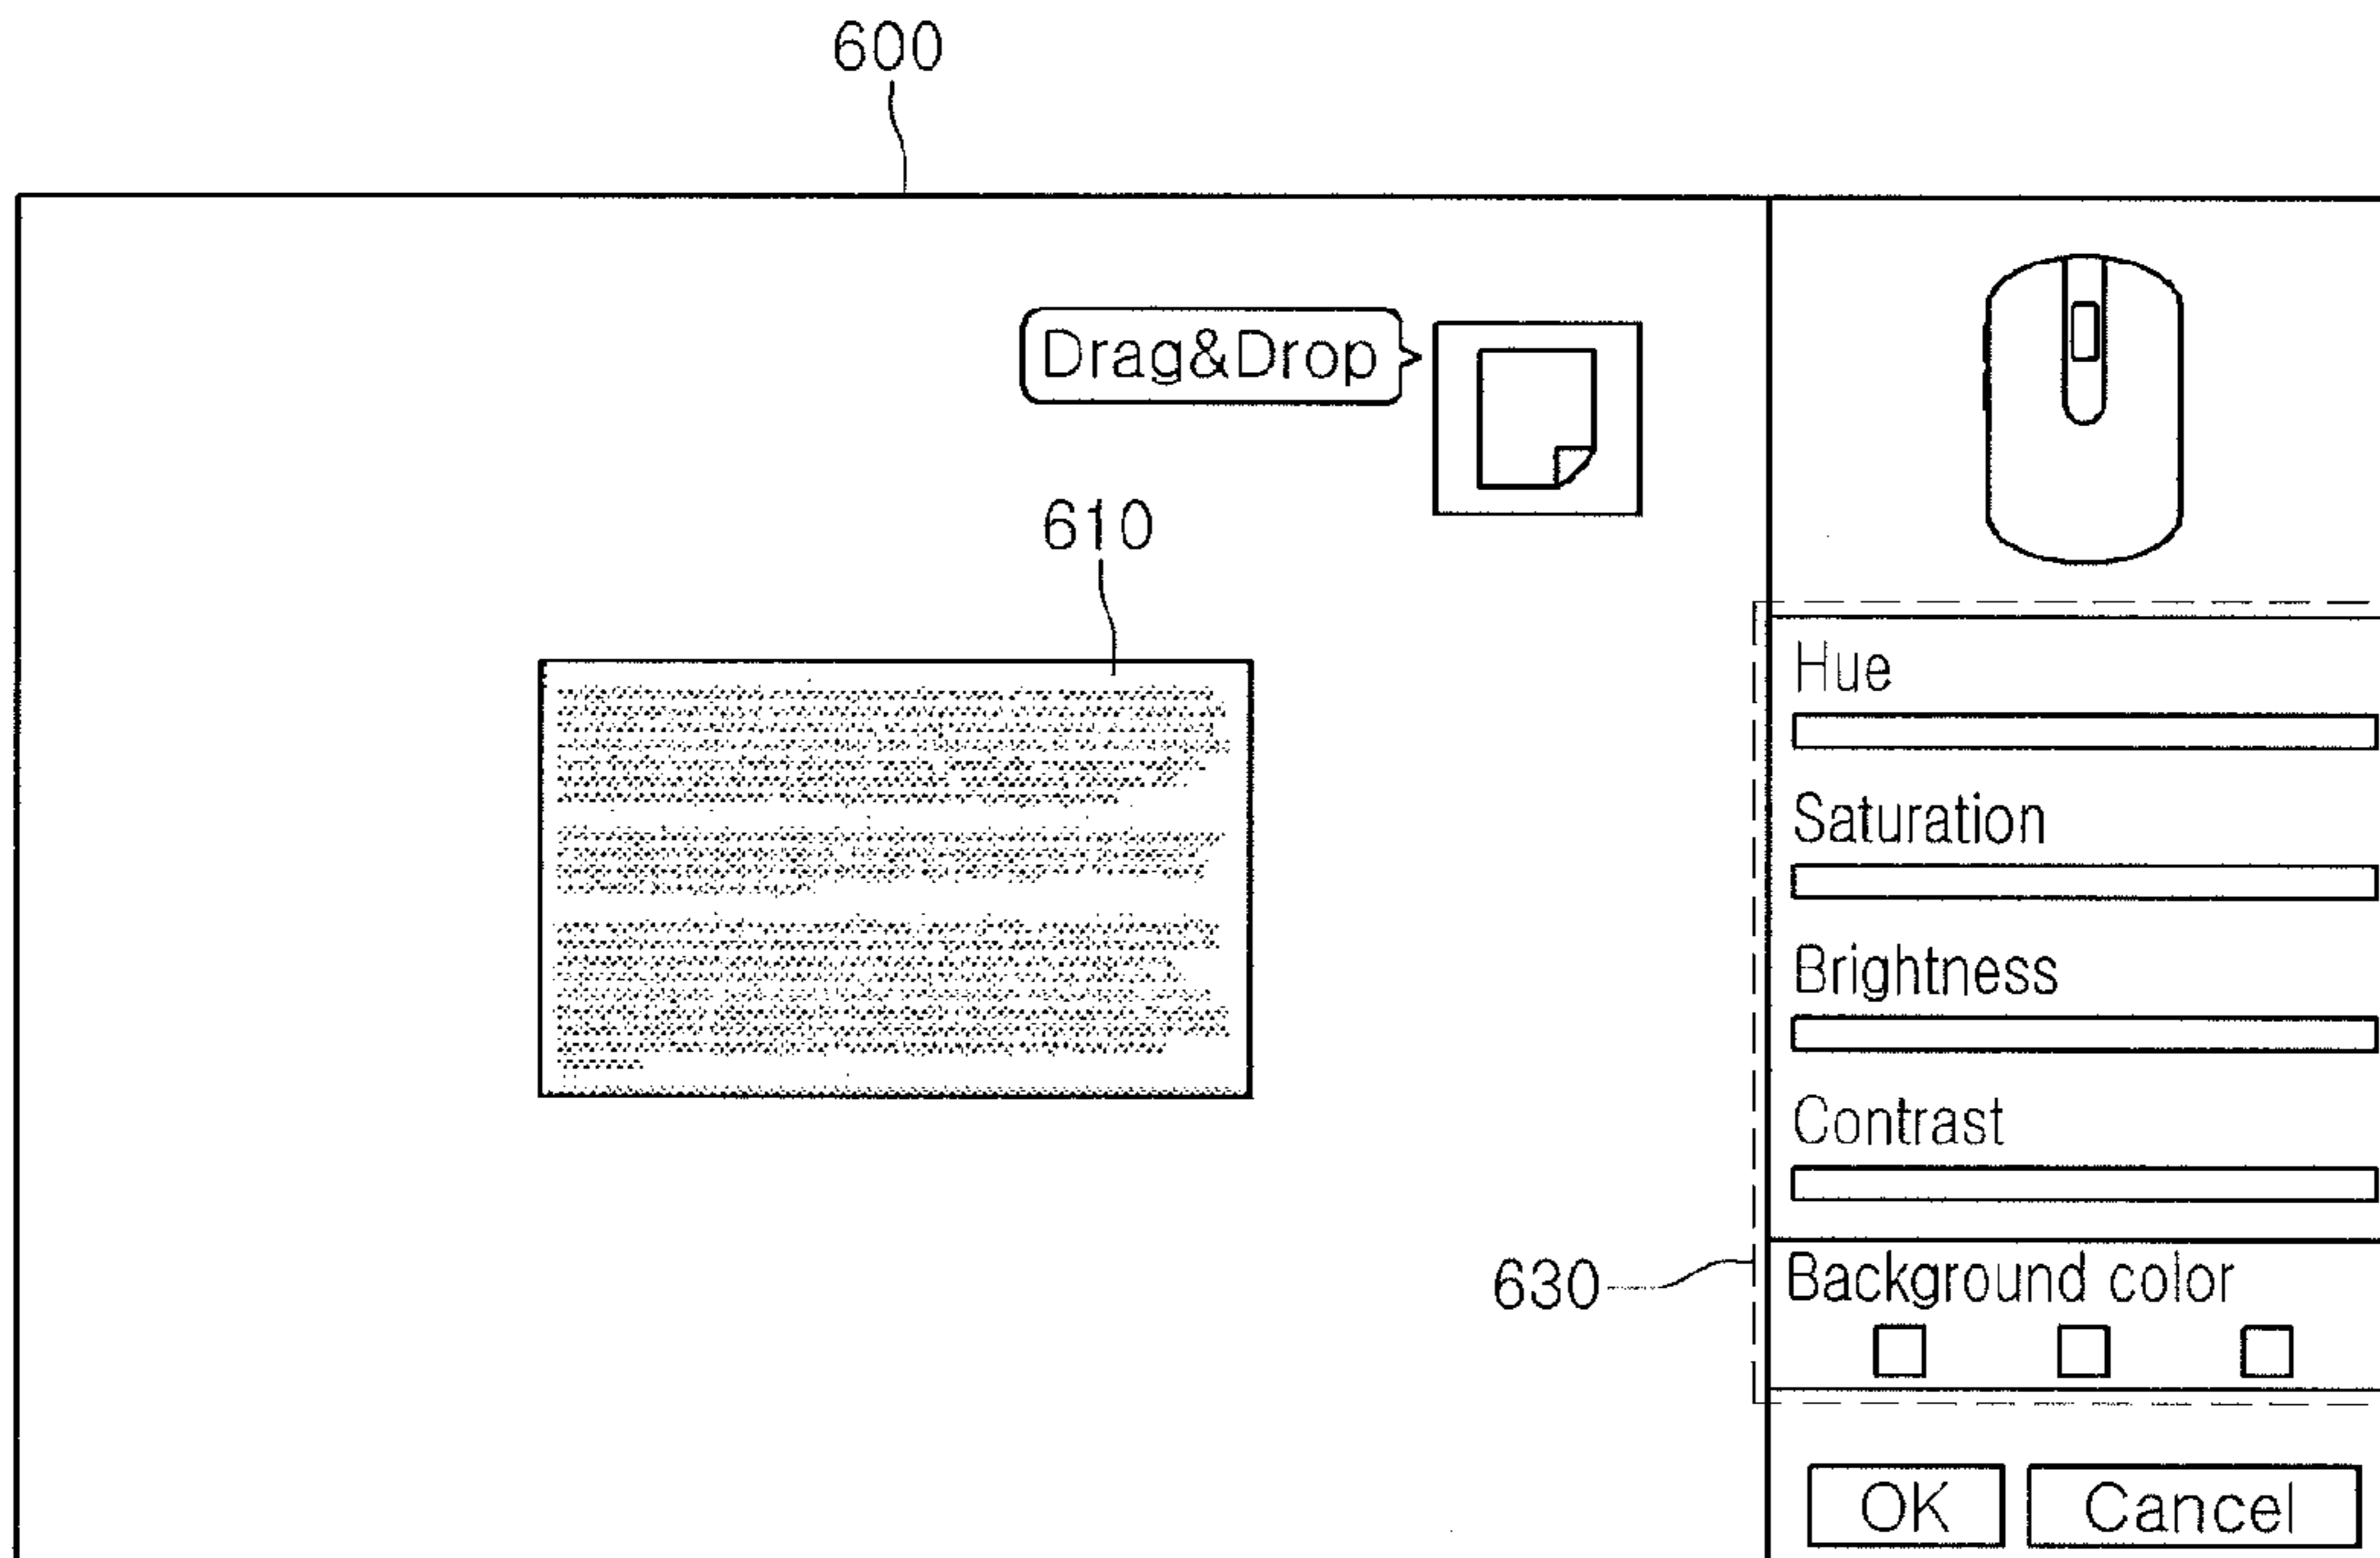 600
Drag&Drop
610
Hue
Saturation
Brightness
Contrast
630
Background color
OK
Cancel